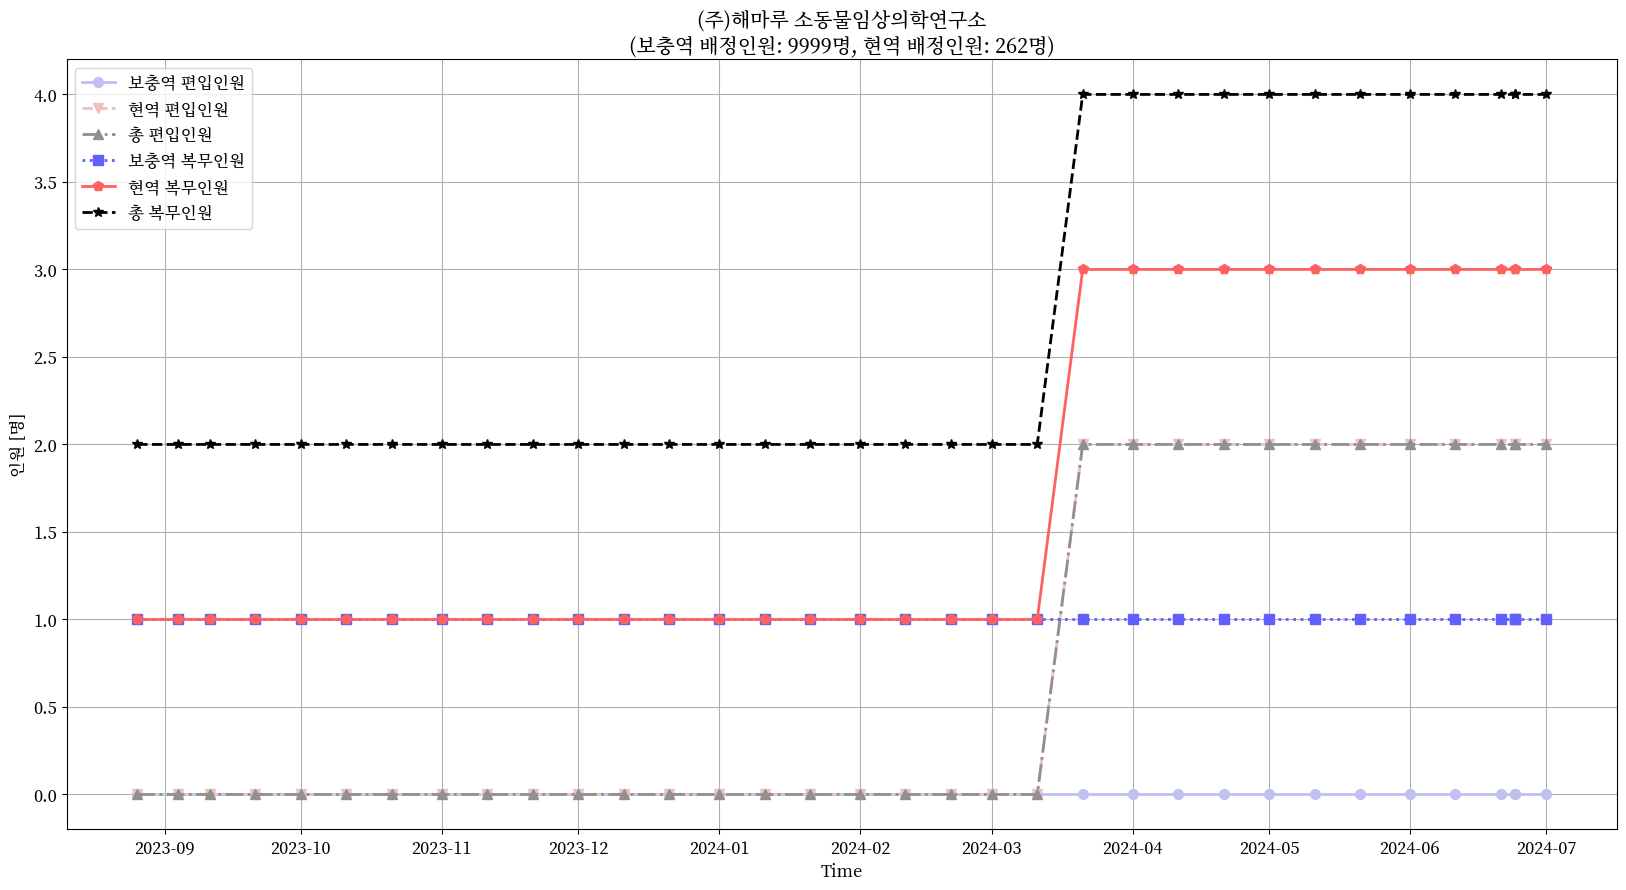 (주)해마루 소동물임상의학연구소
(보충역 배정인원: 9999명, 현역 배정인원: 262명)
보충역 편입인원
현역 편입인원
총 편입인원
보충역 복무인원
현역 복무인원
총 복무인원
4.0
3.5
3.0
2.5
2.0
1.5
1.0
0.5
0.0
인원 [명]
2023-09 2023-10 2023-11 2023-12 2024-01 2024-02 2024-03 2024-04 2024-05 2024-06 2024-07
Time